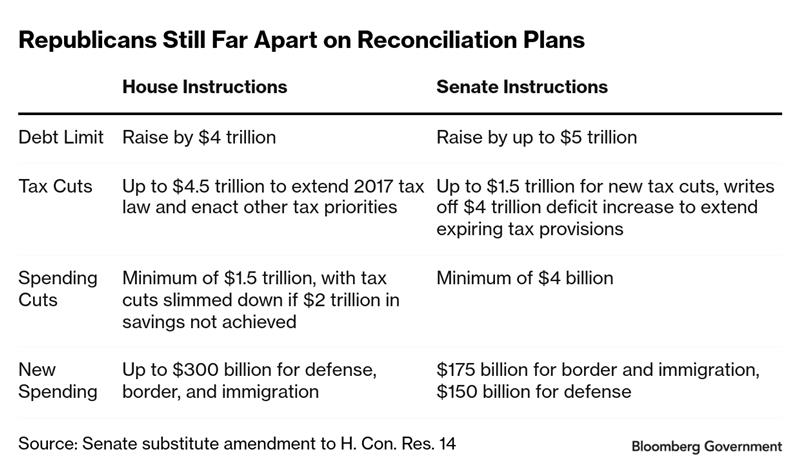 Republicans Still Far Apart on Reconciliation Plans
House Instructions Senate Instructions
Debt Limit Raise by $4 trillion Raise by up to $5 trillion
Tax Cuts Up to $4.5 trillion to extend 2017 tax Up to $1.5 trillion for new tax cuts, writes
law and enact other tax priorities off $4 trillion deficit increase to extend
expiring tax provisions
Spending Minimum of $1.5 trillion, with tax Minimum of $4 billion
Cuts cuts slimmed down if $2 trillion in
savings not achieved
New Up to $300 billion for defense, $175 billion for border and immigration,
Spending border, and immigration $150 billion for defense
Source: Senate substitute amendment to H. Con. Res. 14 Bloomberg Government